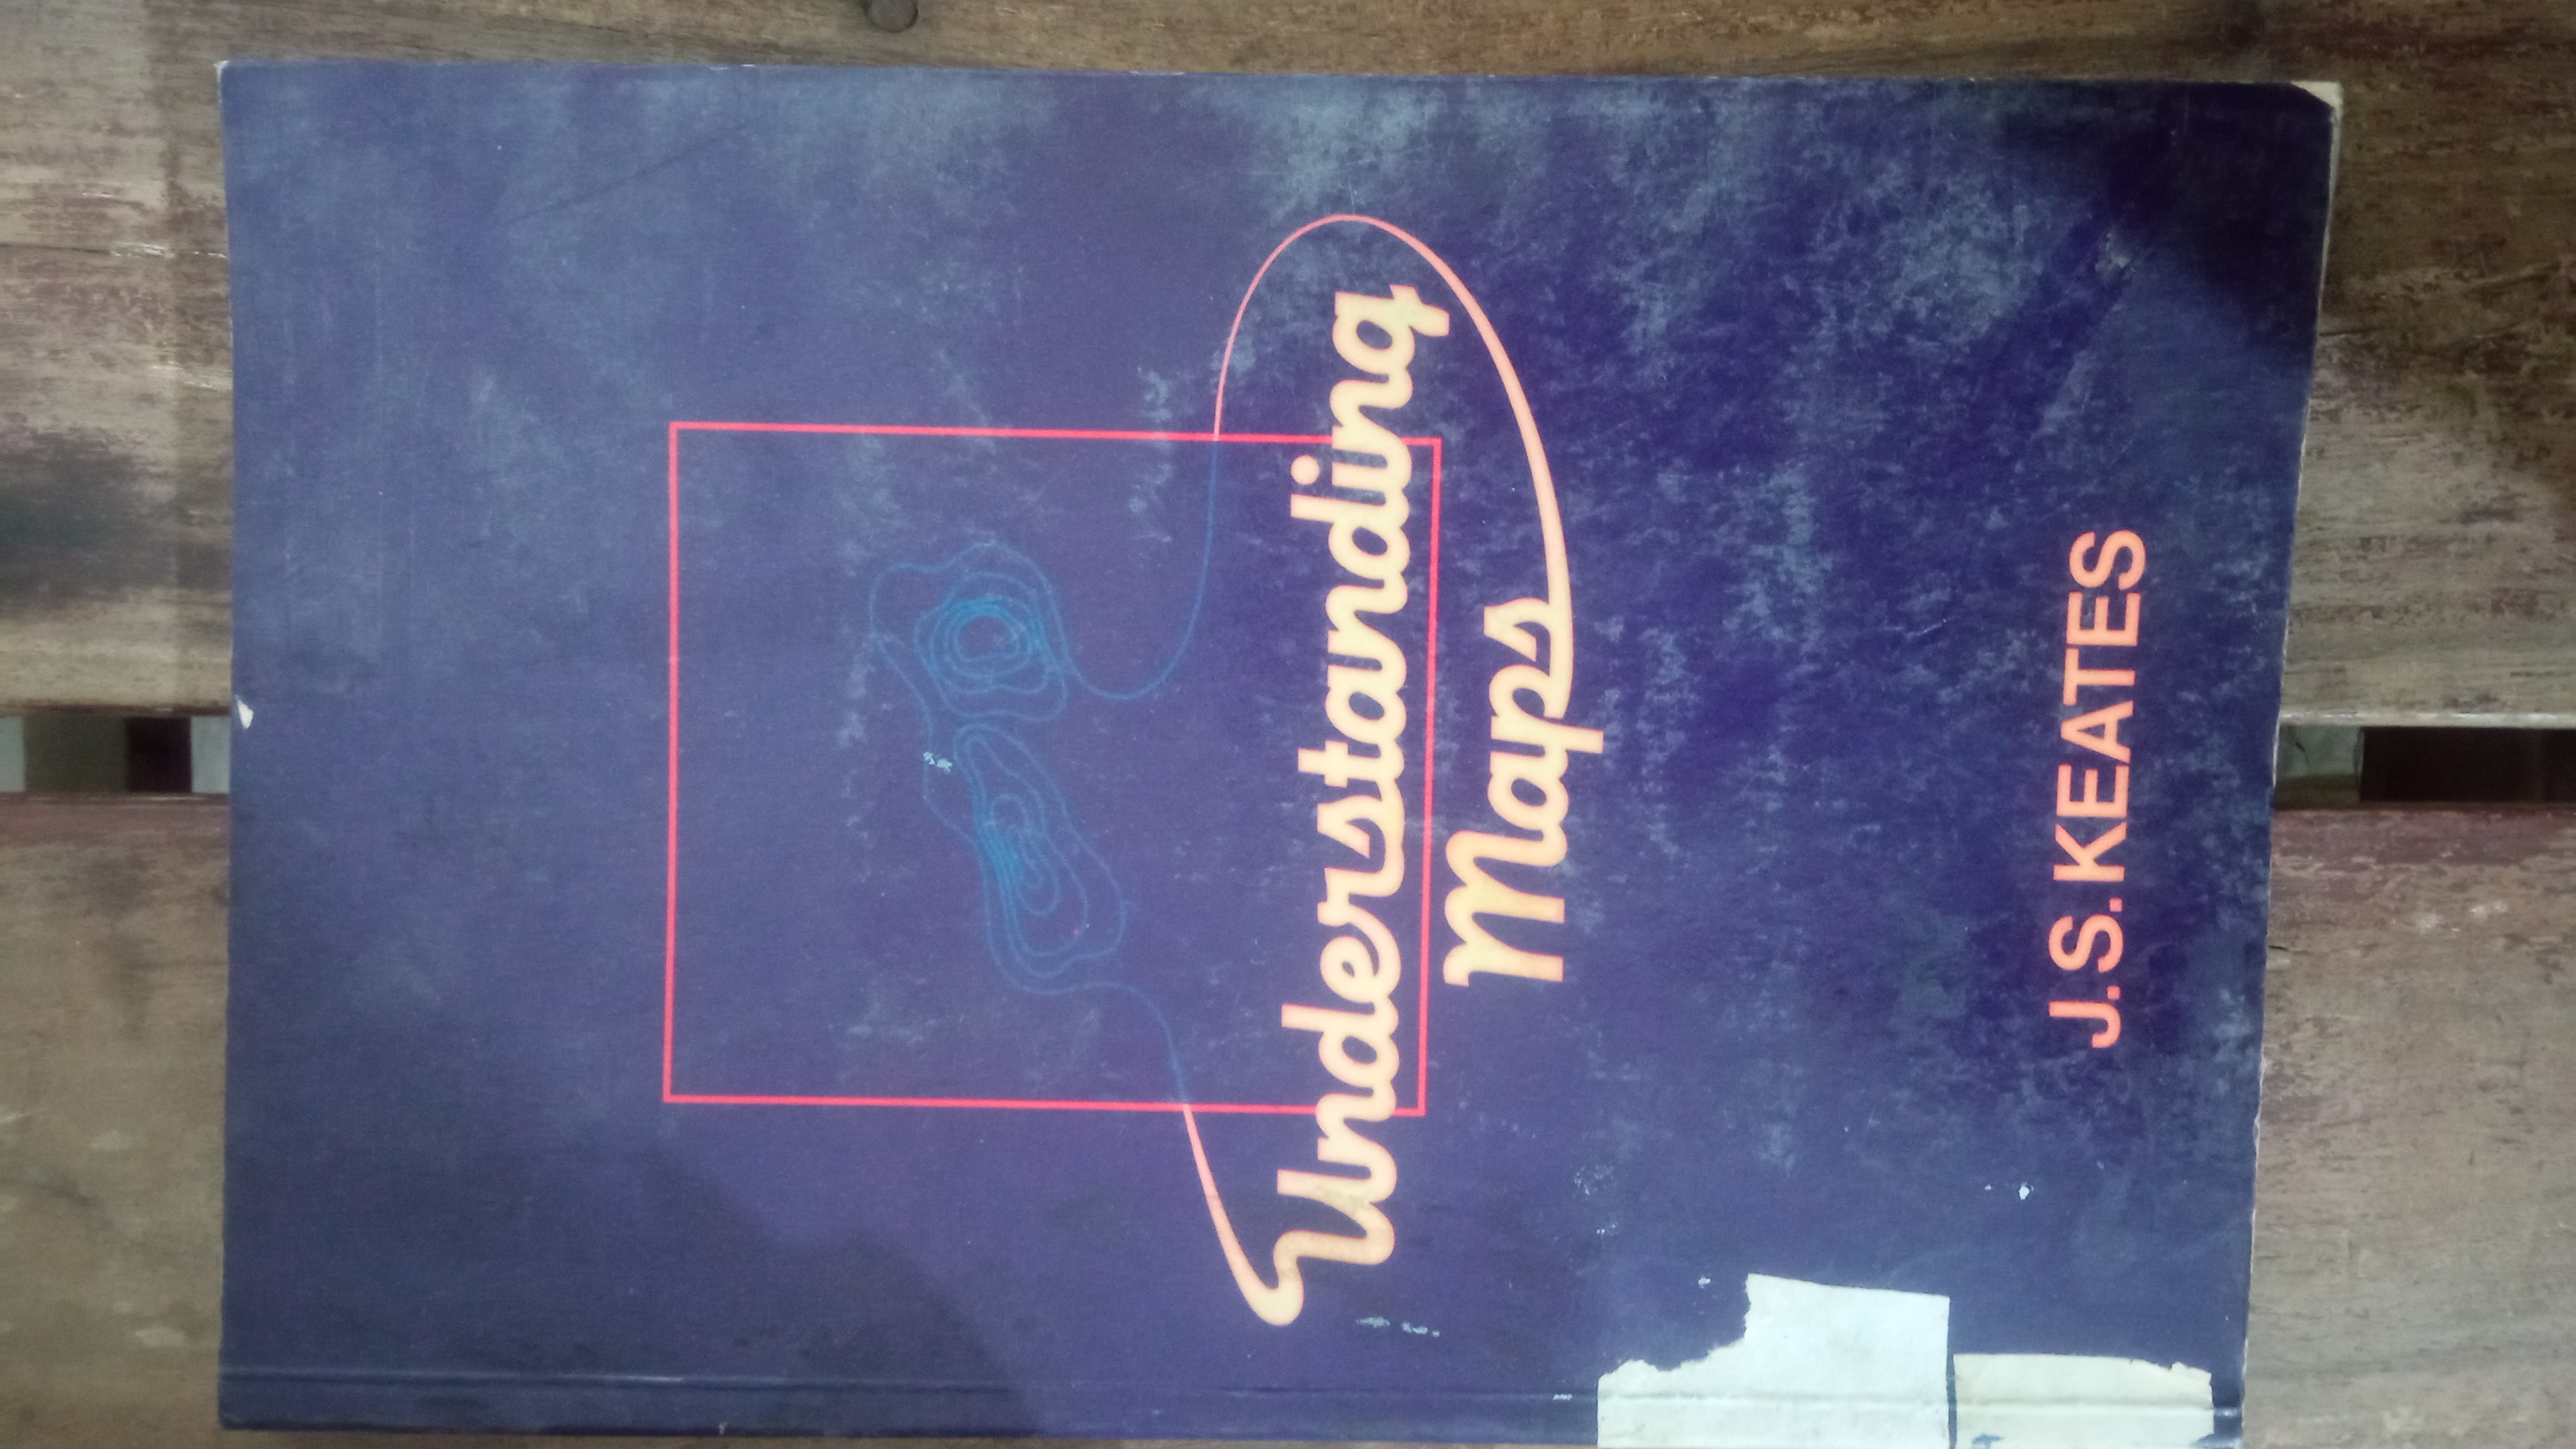 Understanding
Maps
J.S. KEATES